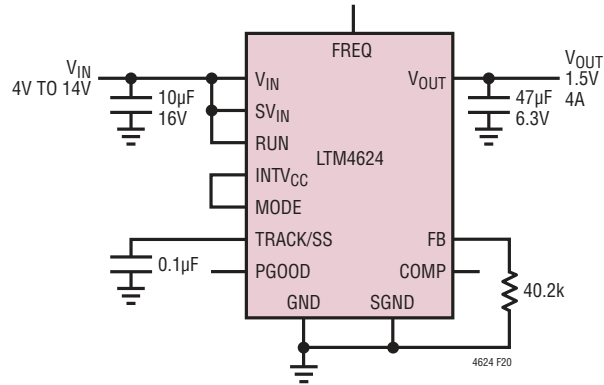 FREQ
V_IN
4V TO 14V
10µF
16V
V_IN
SV_IN
RUN
INTV_CC
MODE
TRACK/SS
PGOOD
0.1µF
LTM4624
GND
SGND
V_OUT
FB
COMP
V_OUT
1.5V
4A
47µF
6.3V
40.2k
4624 F20